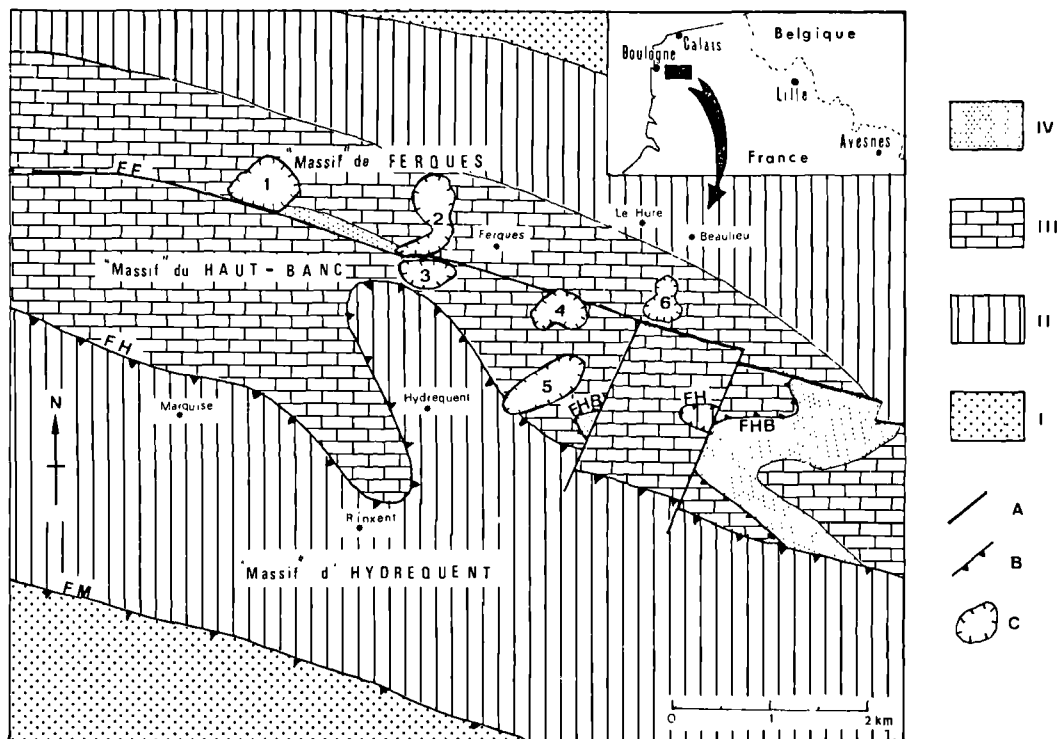 Belgique
Calais
Boulogne
Lille
Avesnes
France
IV
III
II
I
A
B
C
"Massif" de FERQUES
FF
1
2
Ferques
Le Hure
Beaulieu
"Massif" du HAUT-BANC
3
4
6
5
FH
Marquise
Hydrequent
FHB
FH
FHB
N
Rinxent
"Massif" d'HYDREQUENT
FM
0 1 2 km